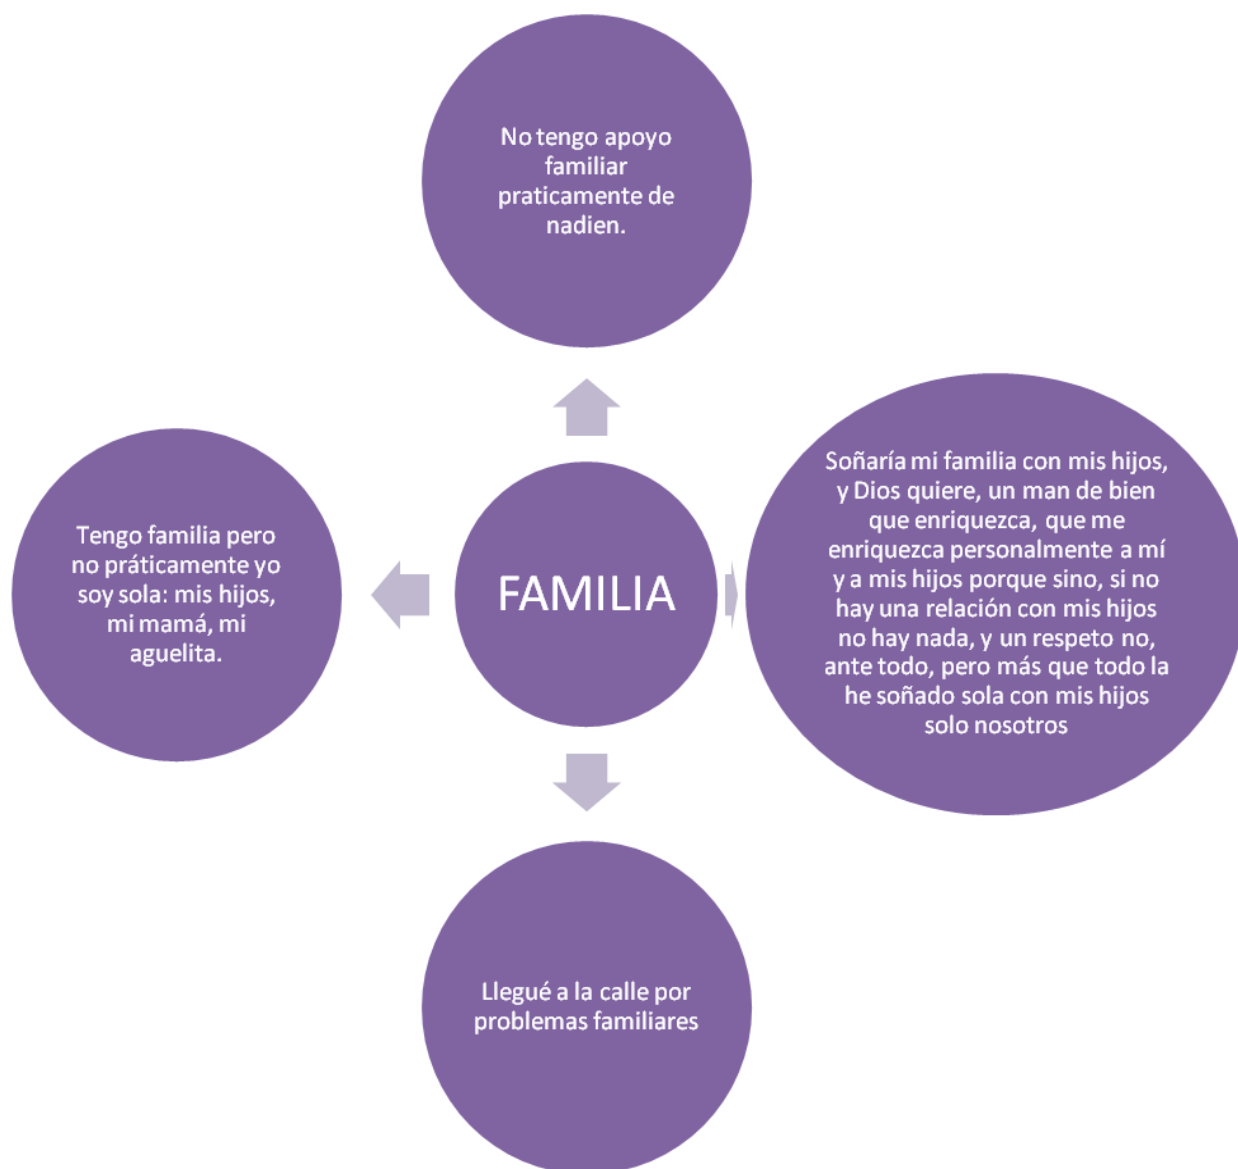 No tengo apoyo
familiar
praticamente de
nadien.
Tengo familia pero
no práticamente yo
soy sola: mis hijos,
mi mamá, mi
aguelita.
FAMILIA
Soñaría mi familia con mis hijos,
y Dios quiere, un man de bien
que enriquezca, que me
enriquezca personalmente a mí
y a mis hijos porque sino, si no
hay una relación con mis hijos
no hay nada, y un respeto no,
ante todo, pero más que todo la
he soñado sola con mis hijos
solo nosotros
Llegué a la calle por
problemas familiares